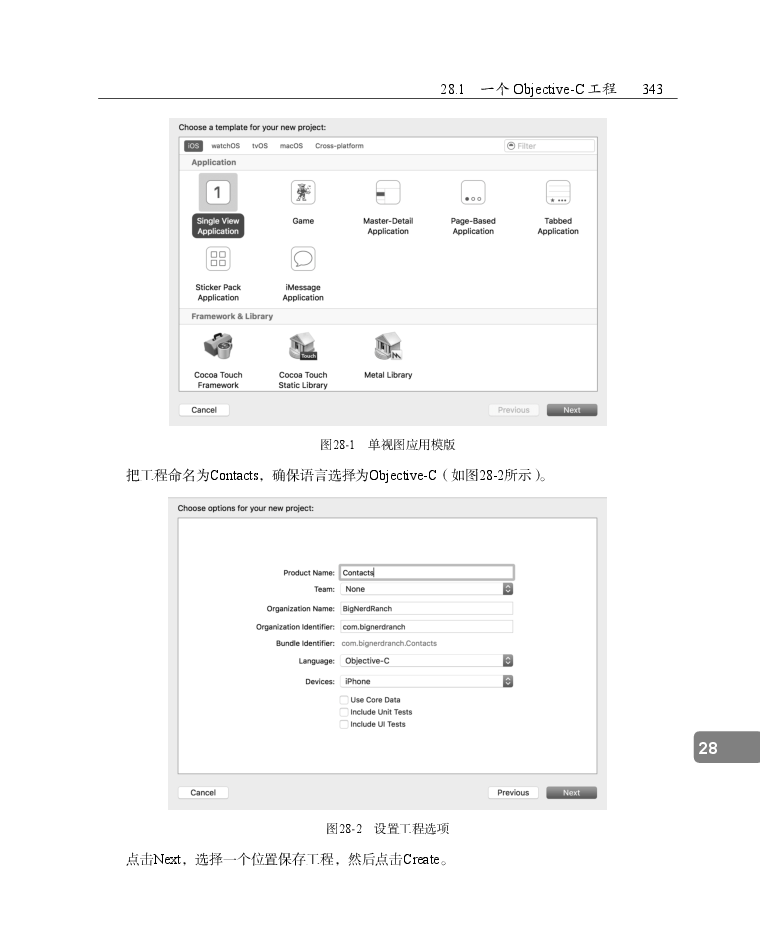 28.1 一个 Objective-C 工程 343
Choose a template for your new project:
iOS watchOS tvOS macOS Cross-platform Filter
Application
1
Single View Game Master-Detail Page-Based Tabbed
Application Application Application Application
Sticker Pack iMessage
Application Application
Framework & Library
Touch
Cocoa Touch Cocoa Touch Metal Library
Framework Static Library
Cancel Previous Next
图28-1 单视图应用模版
把工程命名为Contacts，确保语言选择为Objective-C（如图28-2所示）。
Choose options for your new project:
Product Name: Contacts
Team: None
Organization Name: BigNerdRanch
Organization Identifier: com.bignerdranch
Bundle Identifier: com.bignerdranch.Contacts
Language: Objective-C
Devices: iPhone
Use Core Data
Include Unit Tests
Include UI Tests
28
Cancel Previous Next
图28-2 设置工程选项
点击Next，选择一个位置保存工程，然后点击Create。